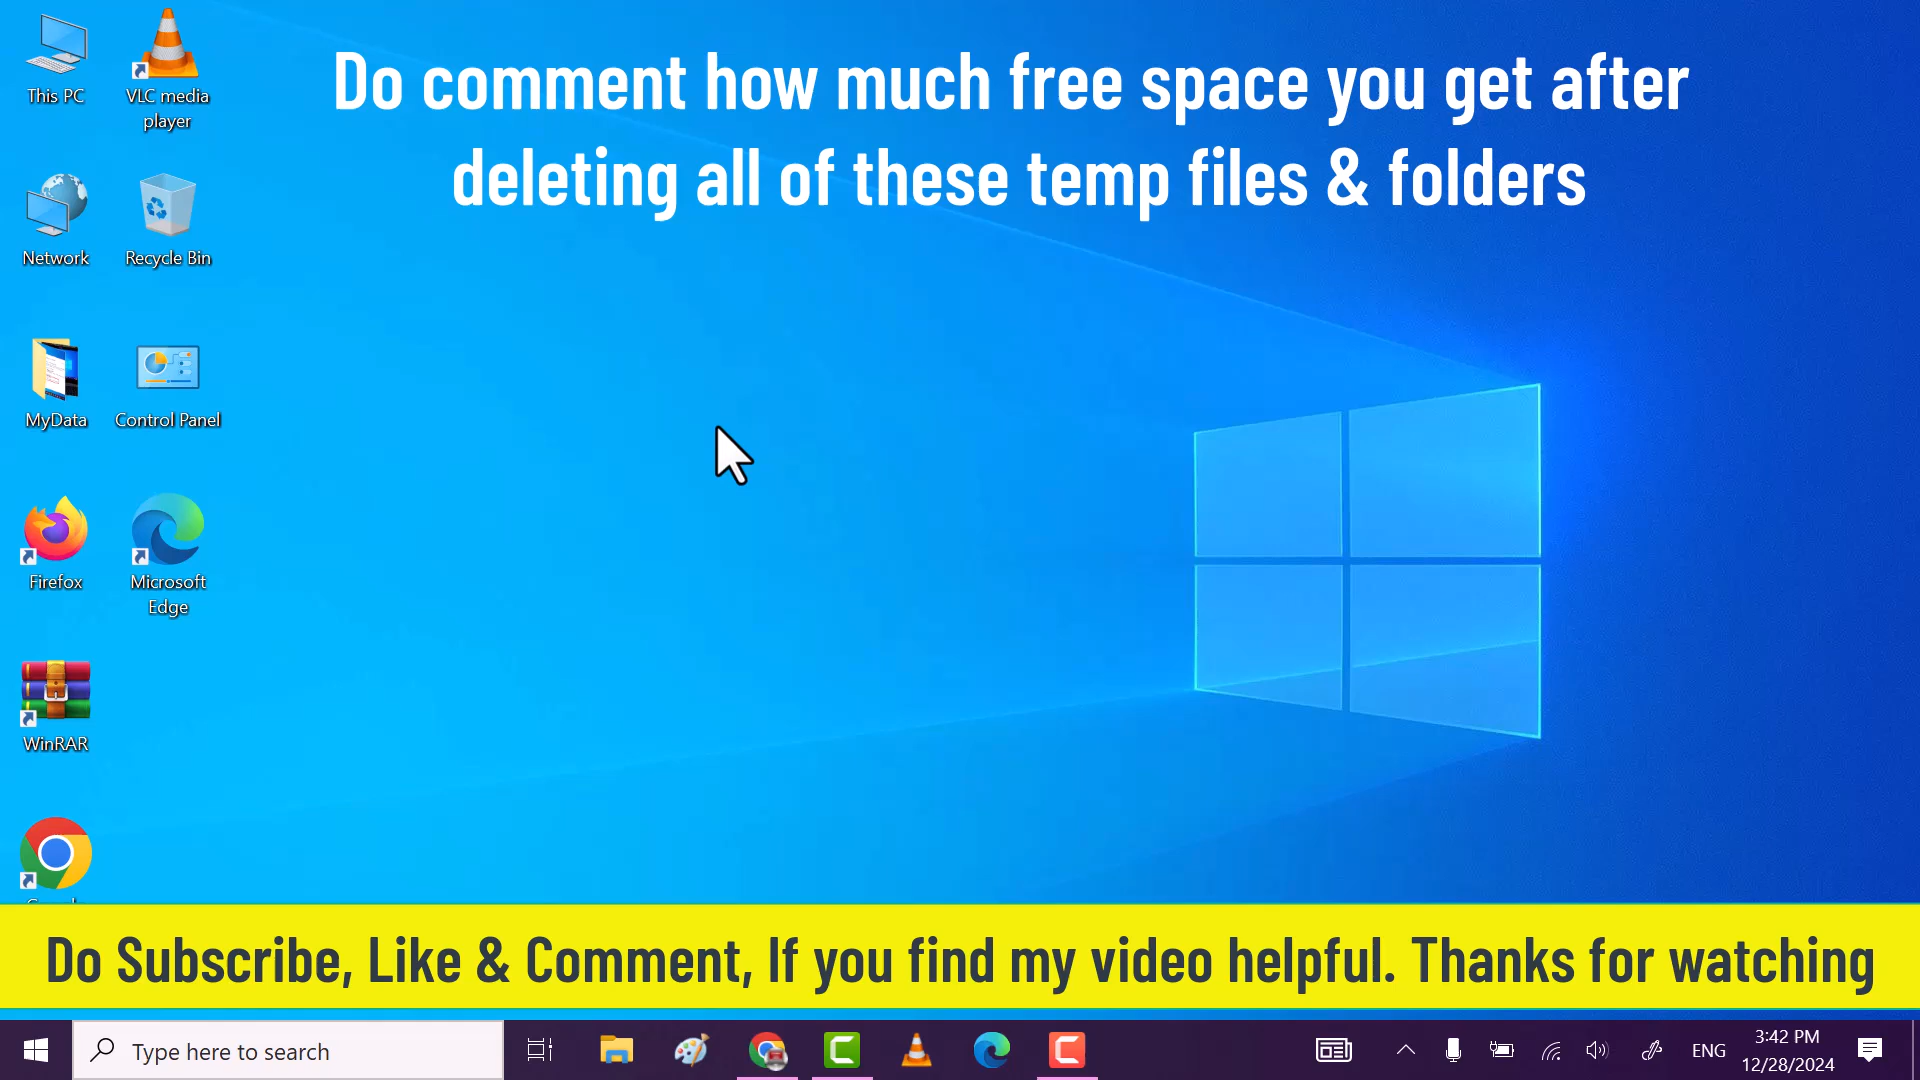 Do comment how much free space you get after
deleting all of these temp files & folders
This PC
VLC media
player
Network
Recycle Bin
MyData
Control Panel
Firefox
Microsoft
Edge
WinRAR
Do Subscribe, Like & Comment, If you find my video helpful. Thanks for watching
Type here to search
ENG
3:42 PM
12/28/2024